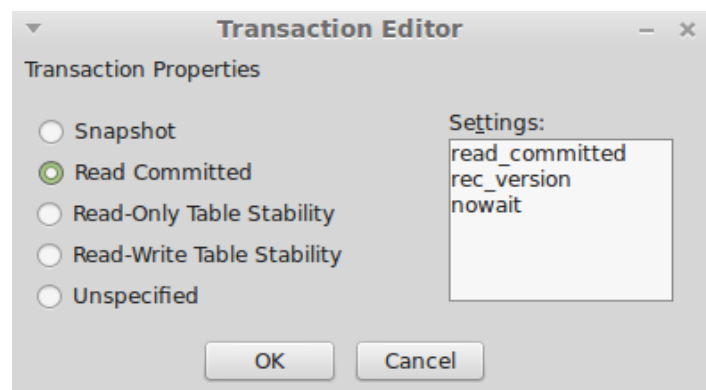 Transaction Editor
Transaction Properties
Snapshot
Read Committed
Read-Only Table Stability
Read-Write Table Stability
Unspecified
Settings:
read_committed
rec_version
nowait
OK
Cancel